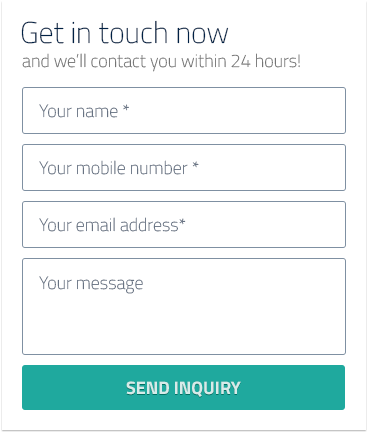 Get in touch now
and we'll contact you within 24 hours!
Your name *
Your mobile number *
Your email address*
Your message
SEND INQUIRY